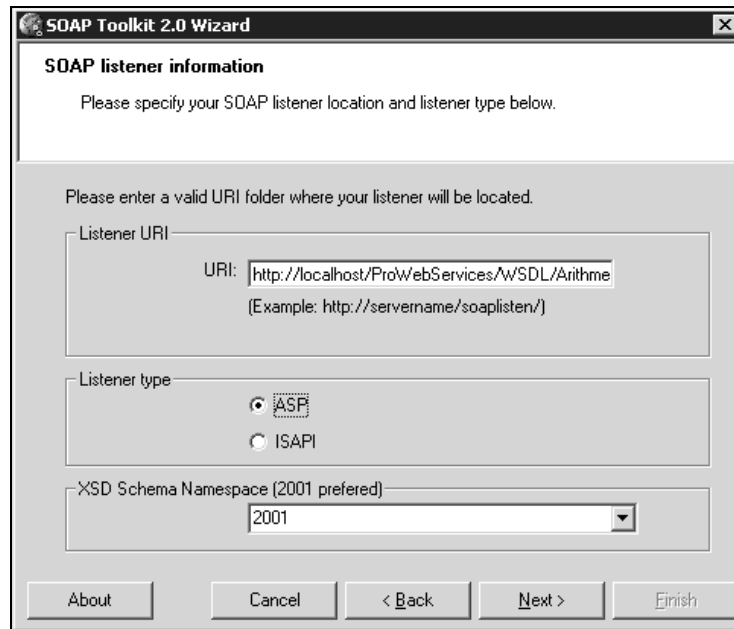 SOAP Toolkit 2.0 Wizard
SOAP listener information
Please specify your SOAP listener location and listener type below.
Please enter a valid URI folder where your listener will be located.
Listener URI
URI: http://localhost/ProWebServices/WSDL/Arithme
(Example: http://servername/soaplisten/)
Listener type
ASP
ISAPI
XSD Schema Namespace (2001 prefered)
2001
About Cancel < Back Next > Finish